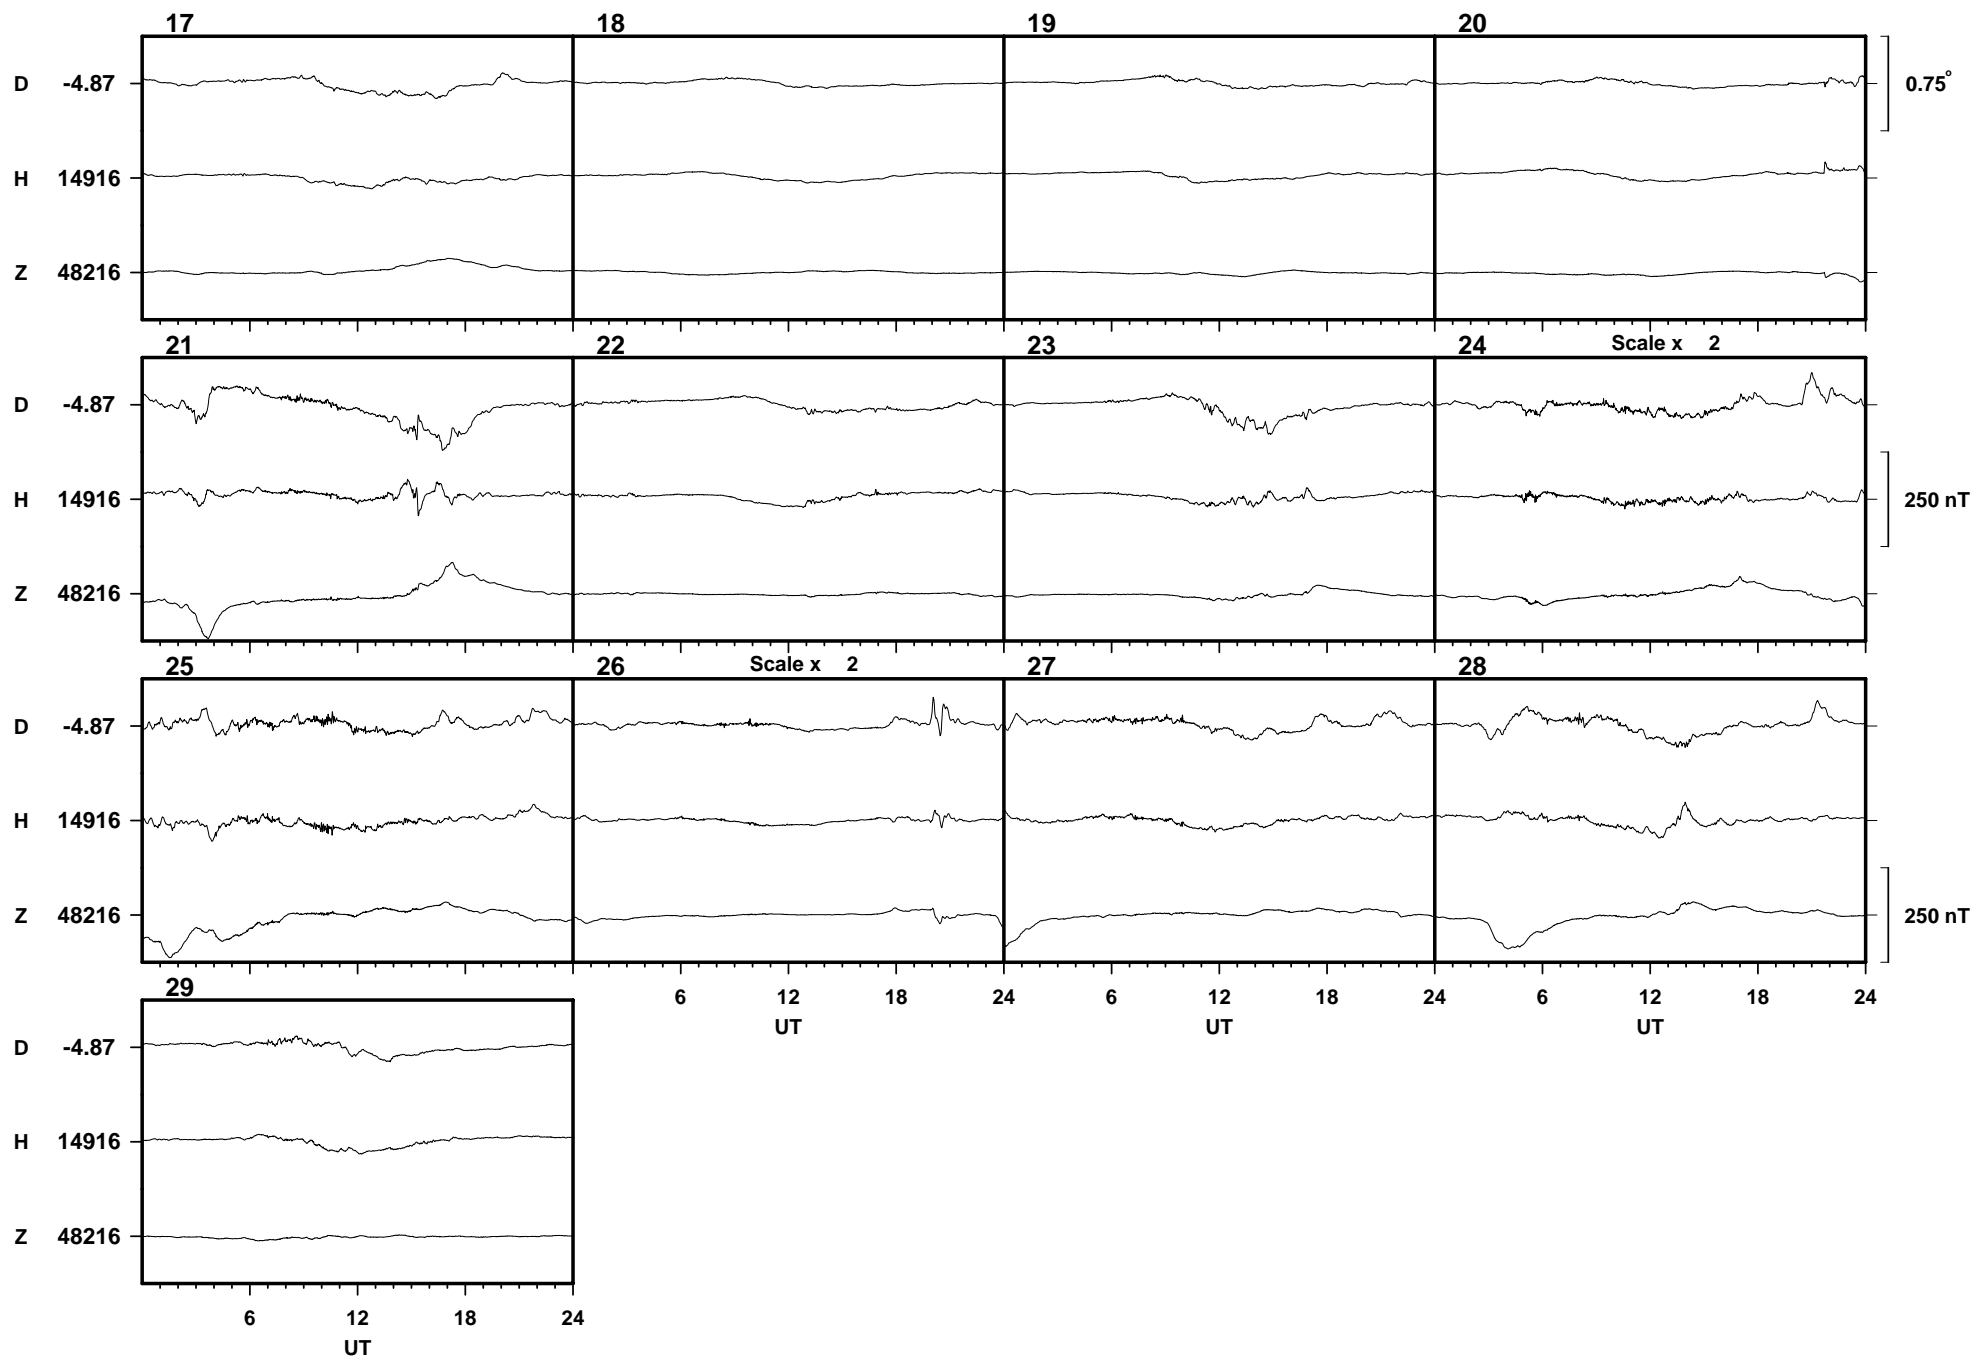 17 18 19 20
D -4.87 0.75°
H 14916
Z 48216
21 22 23 24 Scale x 2
D -4.87
H 14916 250 nT
Z 48216
25 26 Scale x 2 27 28
D -4.87
H 14916
Z 48216 250 nT
29 6 12 18 24 6 12 18 24 6 12 18 24
UT UT UT
D -4.87
H 14916
Z 48216
6 12 18 24
UT